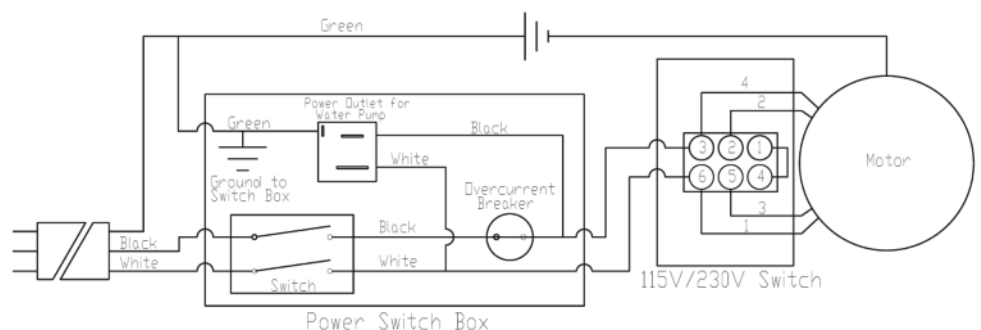 Green
4
Power Outlet for
Water Pump
2
Green
Black
3 2 1
White
Motor
6 5 4
Ground to
Switch Box
Overcurrent
Breaker
3
Black
1
Black
White
White
Switch
115V/230V Switch
Power Switch Box